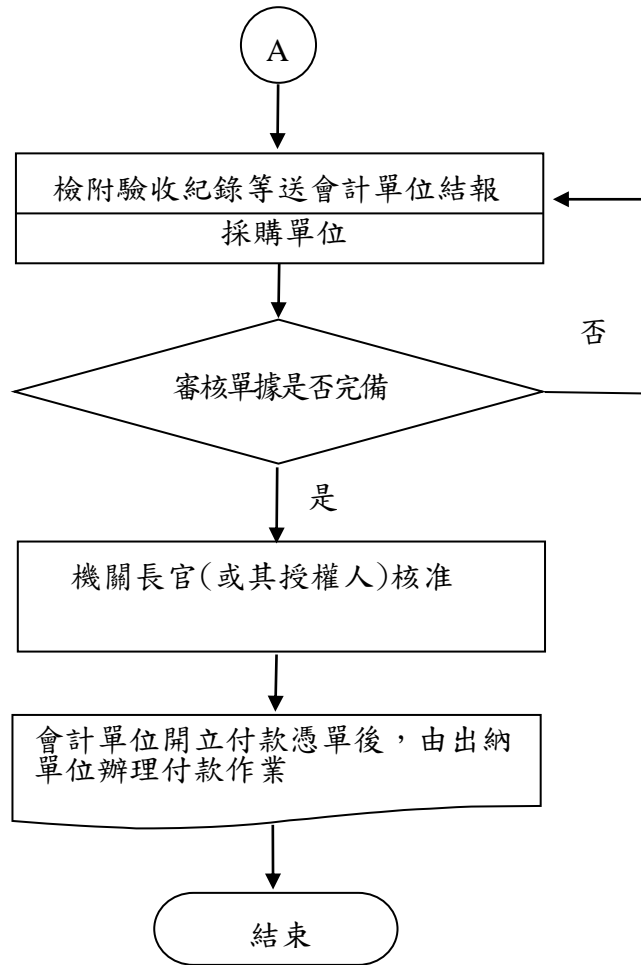 A
檢附驗收紀錄等送會計單位結報
採購單位
否
審核單據是否完備
是
機關長官(或其授權人)核准
會計單位開立付款憑單後，由出納
單位辦理付款作業
結束